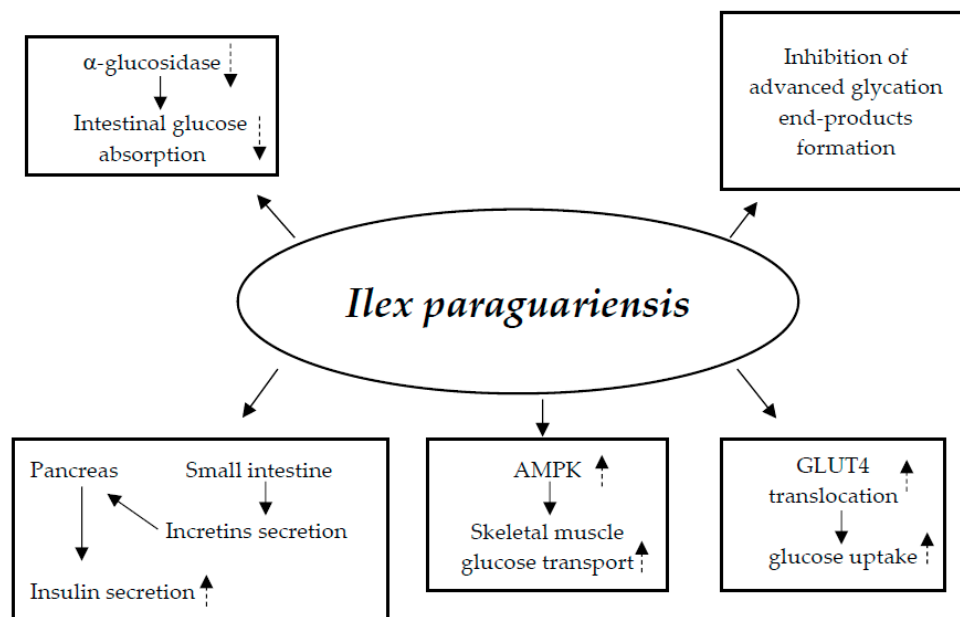 α-glucosidase
Intestinal glucose
absorption
Inhibition of
advanced glycation
end-products
formation
Ilex paraguariensis
Pancreas
Small intestine
Incretins secretion
Insulin secretion
AMPK
Skeletal muscle
glucose transport
GLUT4
translocation
glucose uptake